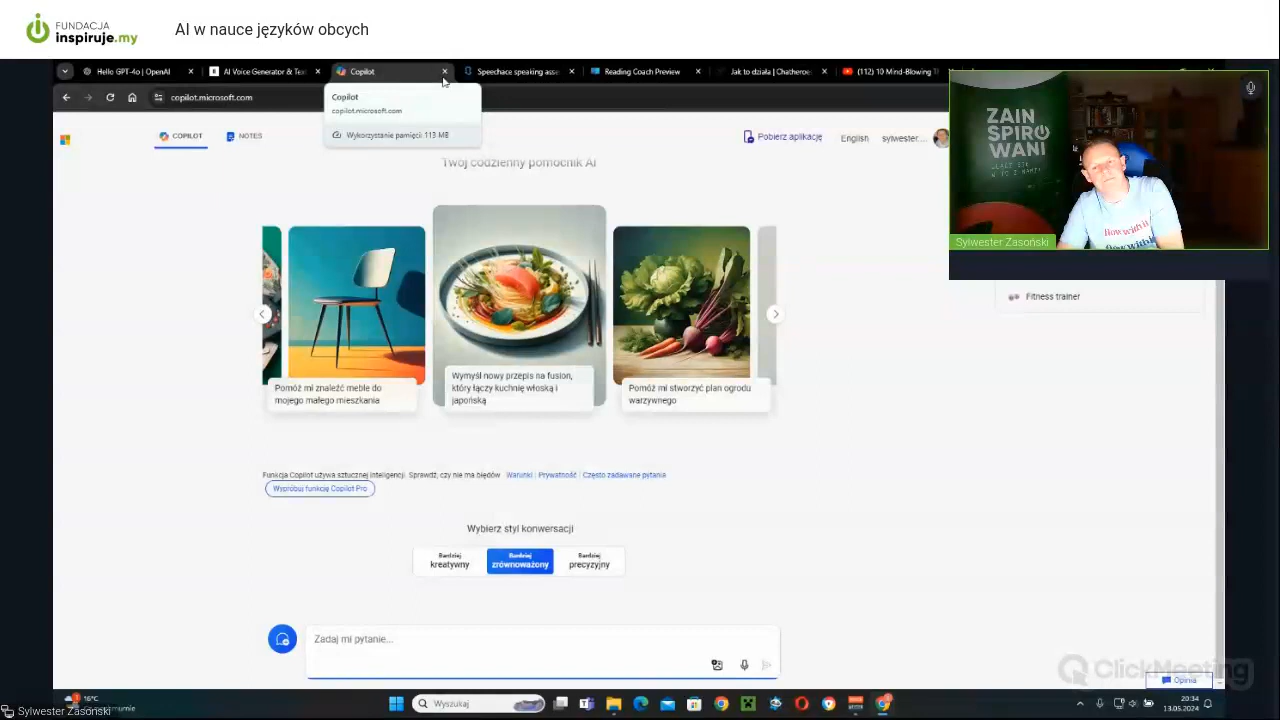 FUNDACJA
inspiruje.my
AI w nauce języków obcych
Hello GPT-4o | OpenAI
AI Voice Generator & Tex
Copilot
Speechace speaking asse
Reading Coach Preview
Jak to działa | Chatheroe
(112) 10 Mind-Blowing T
copilot.microsoft.com
Copilot
copilot.microsoft.com
Wykorzystanie pamięci: 113 MB
COPILOT
NOTES
Pobierz aplikację
English
sylwester....
ZAIN
SPIRO
WANI
Sylwester Zasoński
Twój codzienny pomocnik AI
Fitness trainer
Pomóż mi znaleźć meble do
mojego małego mieszkania
Wymyśl nowy przepis na fusion,
który łączy kuchnię włoską i
japońską
Pomóż mi stworzyć plan ogrodu
warzywnego
Funkcja Copilot używa sztucznej inteligencji. Sprawdź, czy nie ma błędów
Warunki | Prywatność | Często zadawane pytania
Wypróbuj funkcję Copilot Pro
Wybierz styl konwersacji
Bardziej
kreatywny
Bardziej
zrównoważony
Bardziej
precyzyjny
Zadaj mi pytanie...
ClickMeeting
Opinia
16°C
Wyszukaj
20:34
13.05.2024
Sylwester Zasoński